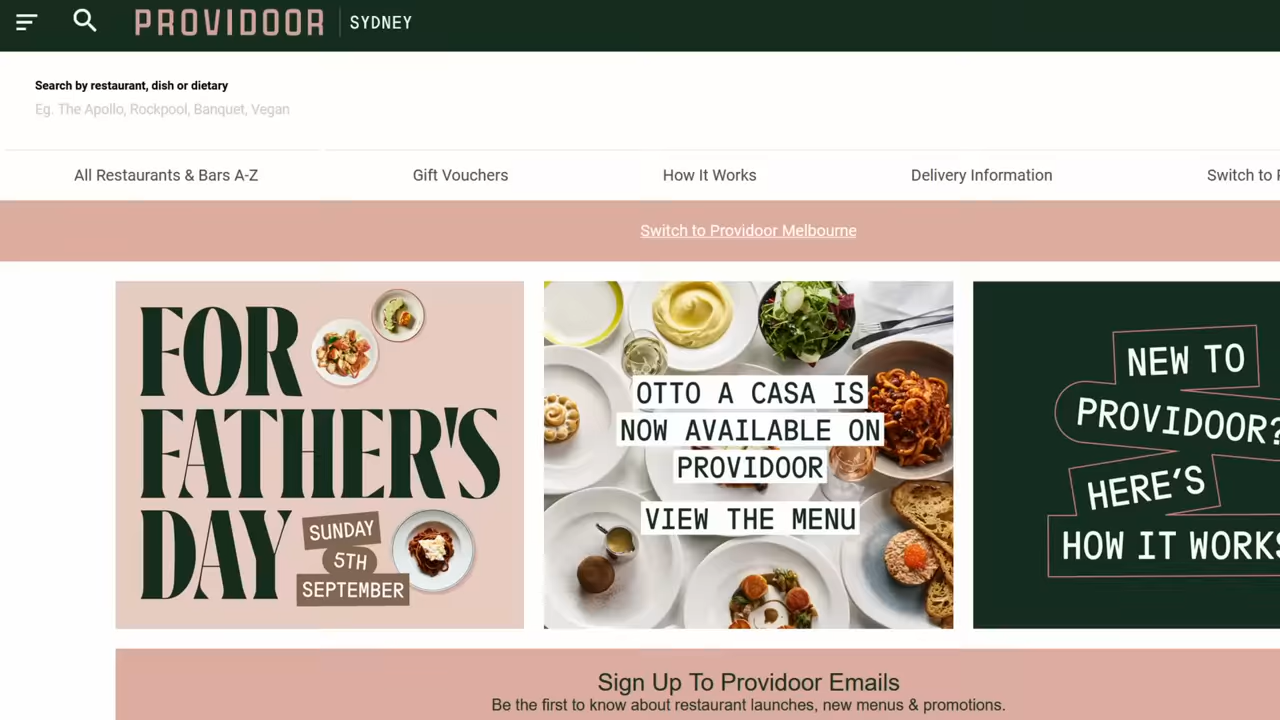 PROVIDOOR SYDNEY
Search by restaurant, dish or dietary
Eg. The Apollo, Rockpool, Banquet, Vegan
All Restaurants & Bars A-Z Gift Vouchers How It Works Delivery Information Switch to
Switch to Providoor Melbourne
FOR
FATHER'S
DAY
SUNDAY
5TH
SEPTEMBER
OTTO A CASA IS
NOW AVAILABLE ON
PROVIDOOR
VIEW THE MENU
NEW TO
PROVIDOOR?
HERE'S
HOW IT WORKS
Sign Up To Providoor Emails
Be the first to know about restaurant launches, new menus & promotions.